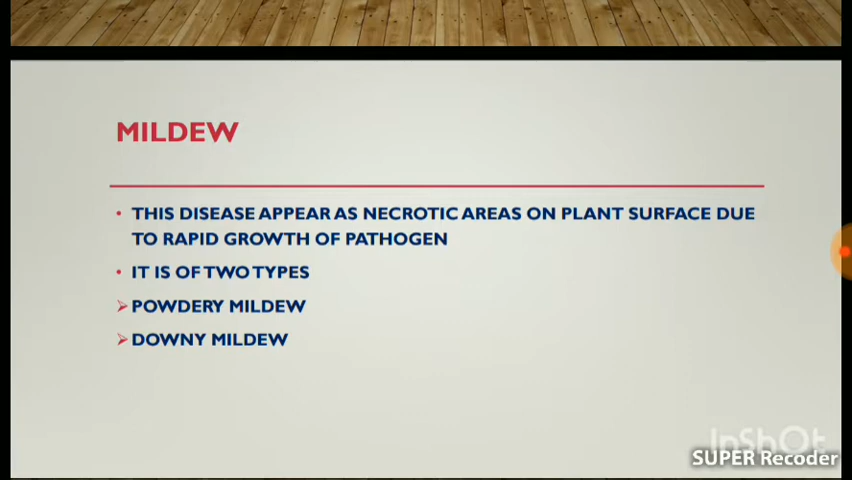 MILDEW
• THIS DISEASE APPEAR AS NECROTIC AREAS ON PLANT SURFACE DUE
TO RAPID GROWTH OF PATHOGEN
• IT IS OF TWO TYPES
➢ POWDERY MILDEW
➢ DOWNY MILDEW
InShOt
SUPER Recoder